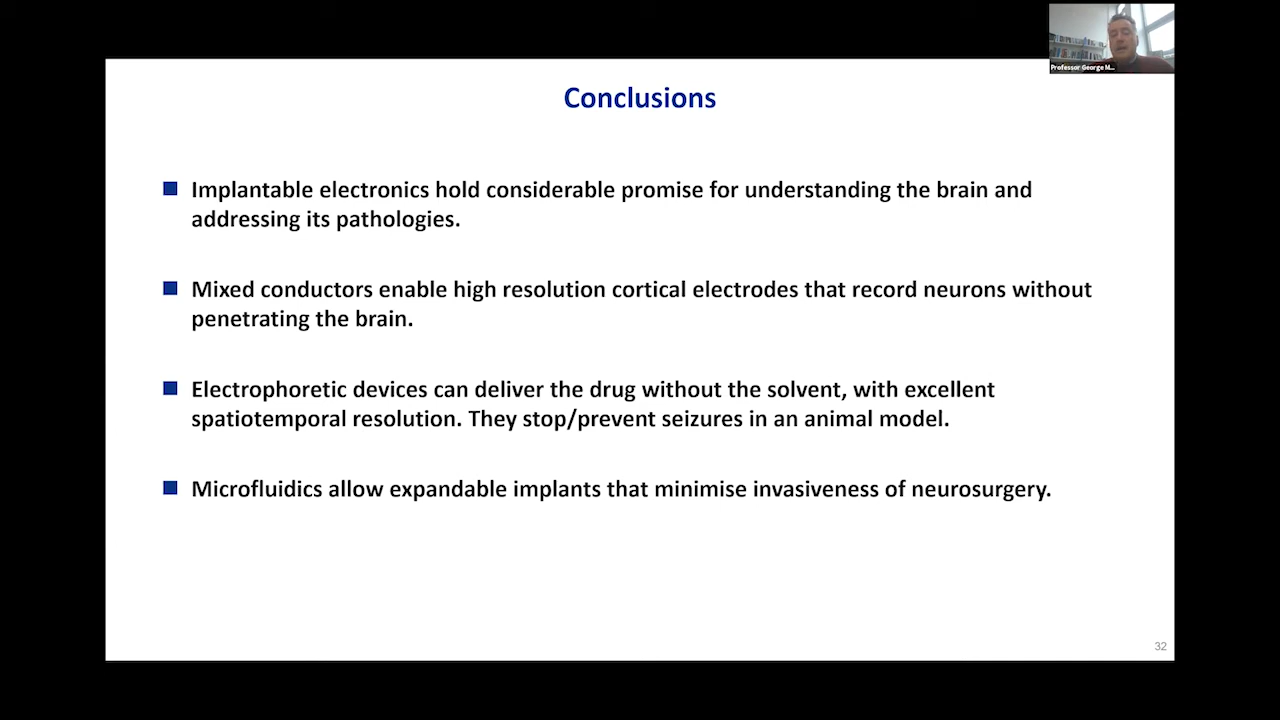 Professor George M...
Conclusions
Implantable electronics hold considerable promise for understanding the brain and
addressing its pathologies.
Mixed conductors enable high resolution cortical electrodes that record neurons without
penetrating the brain.
Electrophoretic devices can deliver the drug without the solvent, with excellent
spatiotemporal resolution. They stop/prevent seizures in an animal model.
Microfluidics allow expandable implants that minimise invasiveness of neurosurgery.
32